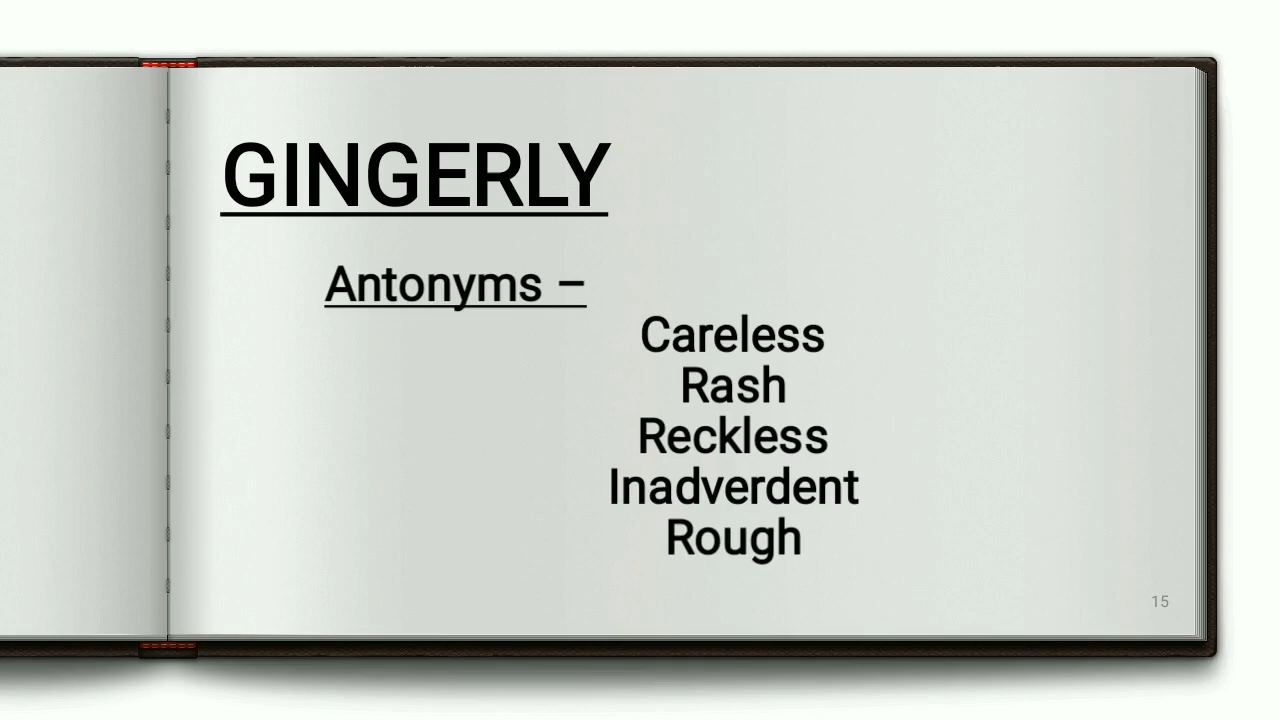 GINGERLY
Antonyms –
Careless
Rash
Reckless
Inadverdent
Rough
15